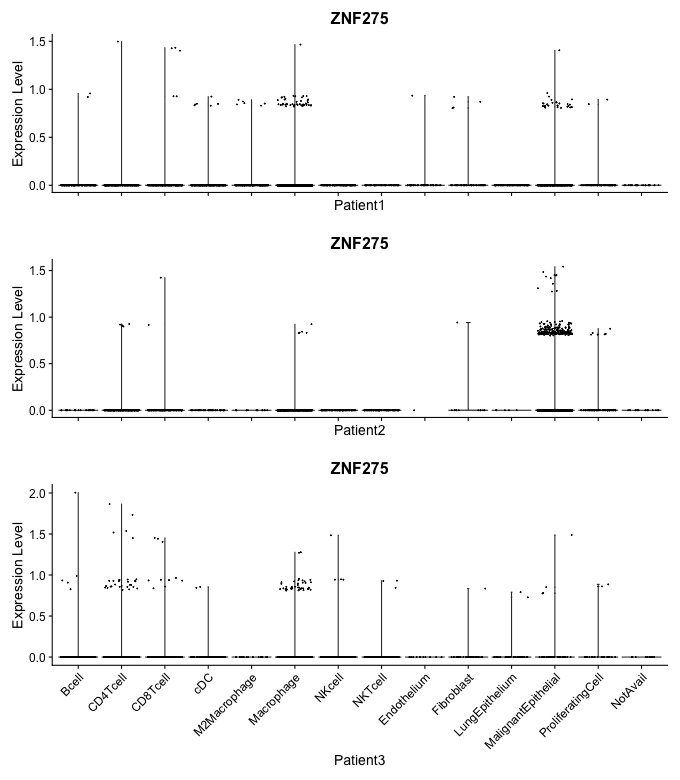 ZNF275
Expression Level
1.5
1.0
0.5
0.0
Patient1
ZNF275
Expression Level
1.5
1.0
0.5
0.0
Patient2
ZNF275
Expression Level
2.0
1.5
1.0
0.5
0.0
Bcell
CD4Tcell
CD8Tcell
cDC
M2Macrophage
Macrophage
NKcell
NKTcell
Endothelium
Fibroblast
LungEpithelium
MalignantEpithelial
ProliferatingCell
NotAvail
Patient3